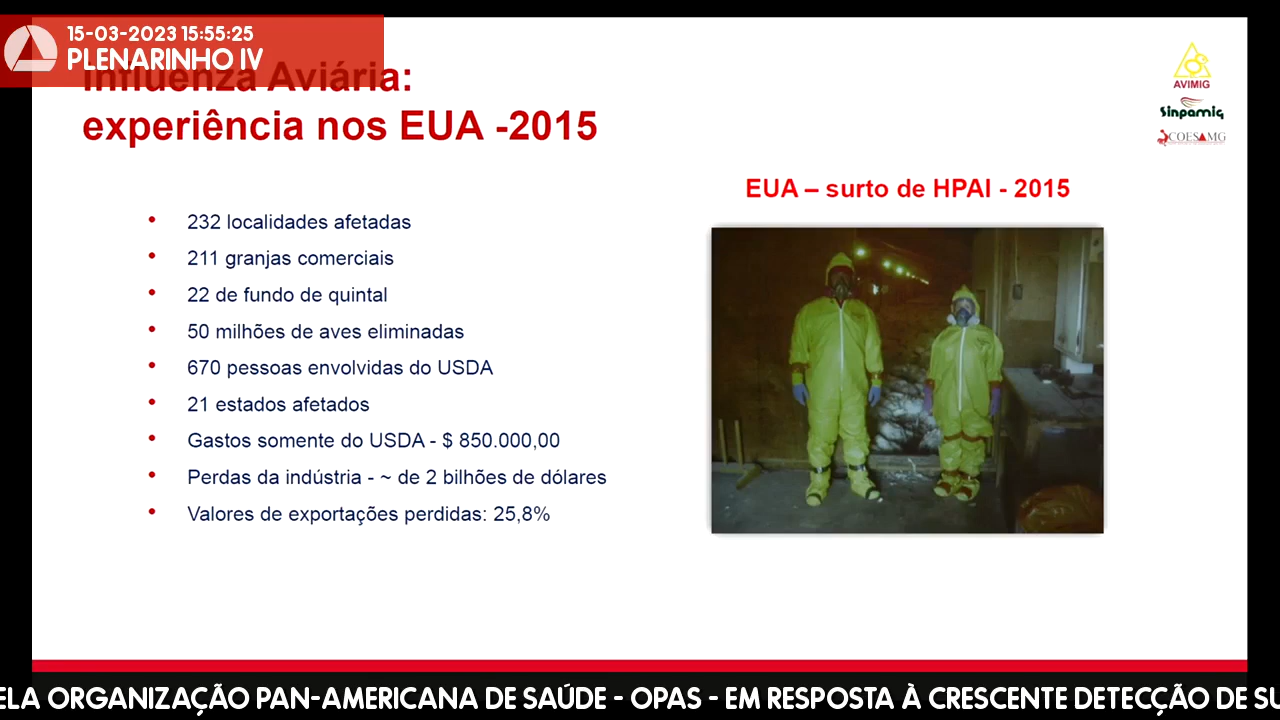 15-03-2023 15:55:25
PLENARINHO IV
Influenza Aviária:
experiência nos EUA -2015
AVIMIG
Sinpamig
COESAMG
EUA – surto de HPAI - 2015
• 232 localidades afetadas
• 211 granjas comerciais
• 22 de fundo de quintal
• 50 milhões de aves eliminadas
• 670 pessoas envolvidas do USDA
• 21 estados afetados
• Gastos somente do USDA - $ 850.000,00
• Perdas da indústria - ~ de 2 bilhões de dólares
• Valores de exportações perdidas: 25,8%
ELA ORGANIZAÇÃO PAN-AMERICANA DE SAÚDE - OPAS - EM RESPOSTA À CRESCENTE DETECÇÃO DE SU